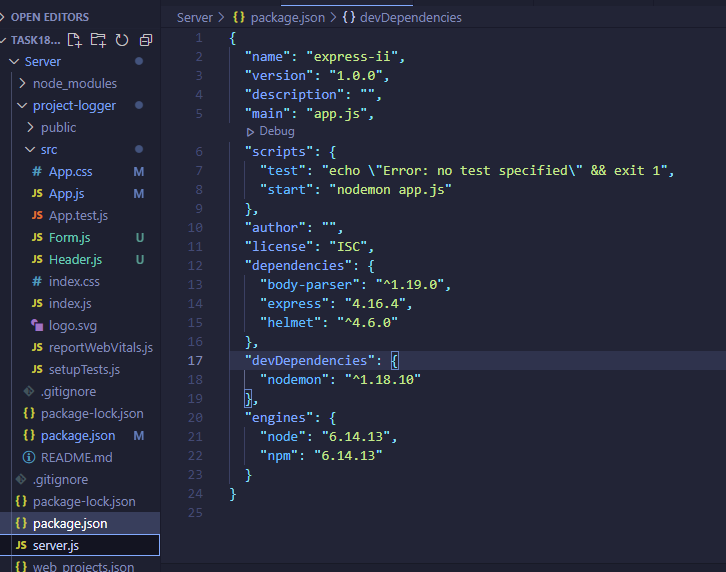 OPEN EDITORS
TASK18...
Server
node_modules
project-logger
public
src
# App.css M
JS App.js M
JS App.test.js
JS Form.js U
JS Header.js U
# index.css
JS index.js
logo.svg
JS reportWebVitals.js
JS setupTests.js
.gitignore
{} package-lock.json
{} package.json M
README.md
.gitignore
{} package-lock.json
{} package.json
JS server.js
{} web_projects.json
Server > {} package.json > {} devDependencies
1 {
2 "name": "express-ii",
3 "version": "1.0.0",
4 "description": "",
5 "main": "app.js",
Debug
6 "scripts": {
7 "test": "echo \"Error: no test specified\" && exit 1",
8 "start": "nodemon app.js"
9 },
10 "author": "",
11 "license": "ISC",
12 "dependencies": {
13 "body-parser": "^1.19.0",
14 "express": "4.16.4",
15 "helmet": "^4.6.0"
16 },
17 "devDependencies": {
18 "nodemon": "^1.18.10"
19 },
20 "engines": {
21 "node": "6.14.13",
22 "npm": "6.14.13"
23 }
24 }
25